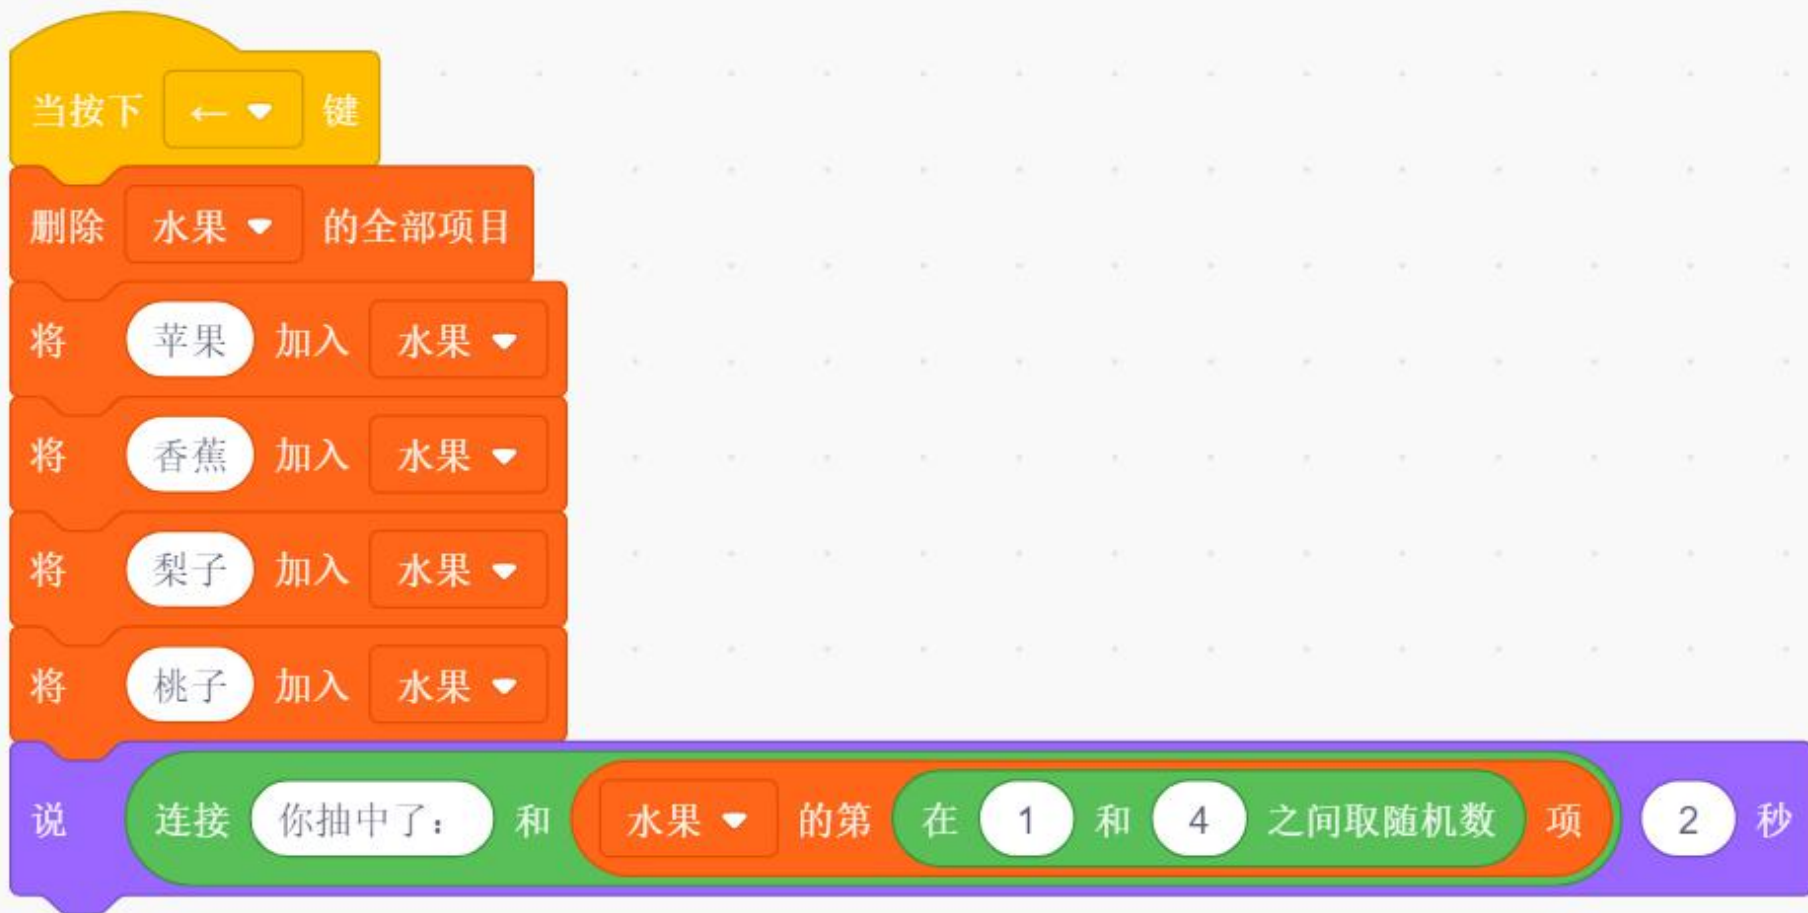 当按下 ← 键
删除 水果 的全部项目
将 苹果 加入 水果
将 香蕉 加入 水果
将 梨子 加入 水果
将 桃子 加入 水果
说 连接 你抽中了： 和 水果 的第 在 1 和 4 之间取随机数 项 2 秒